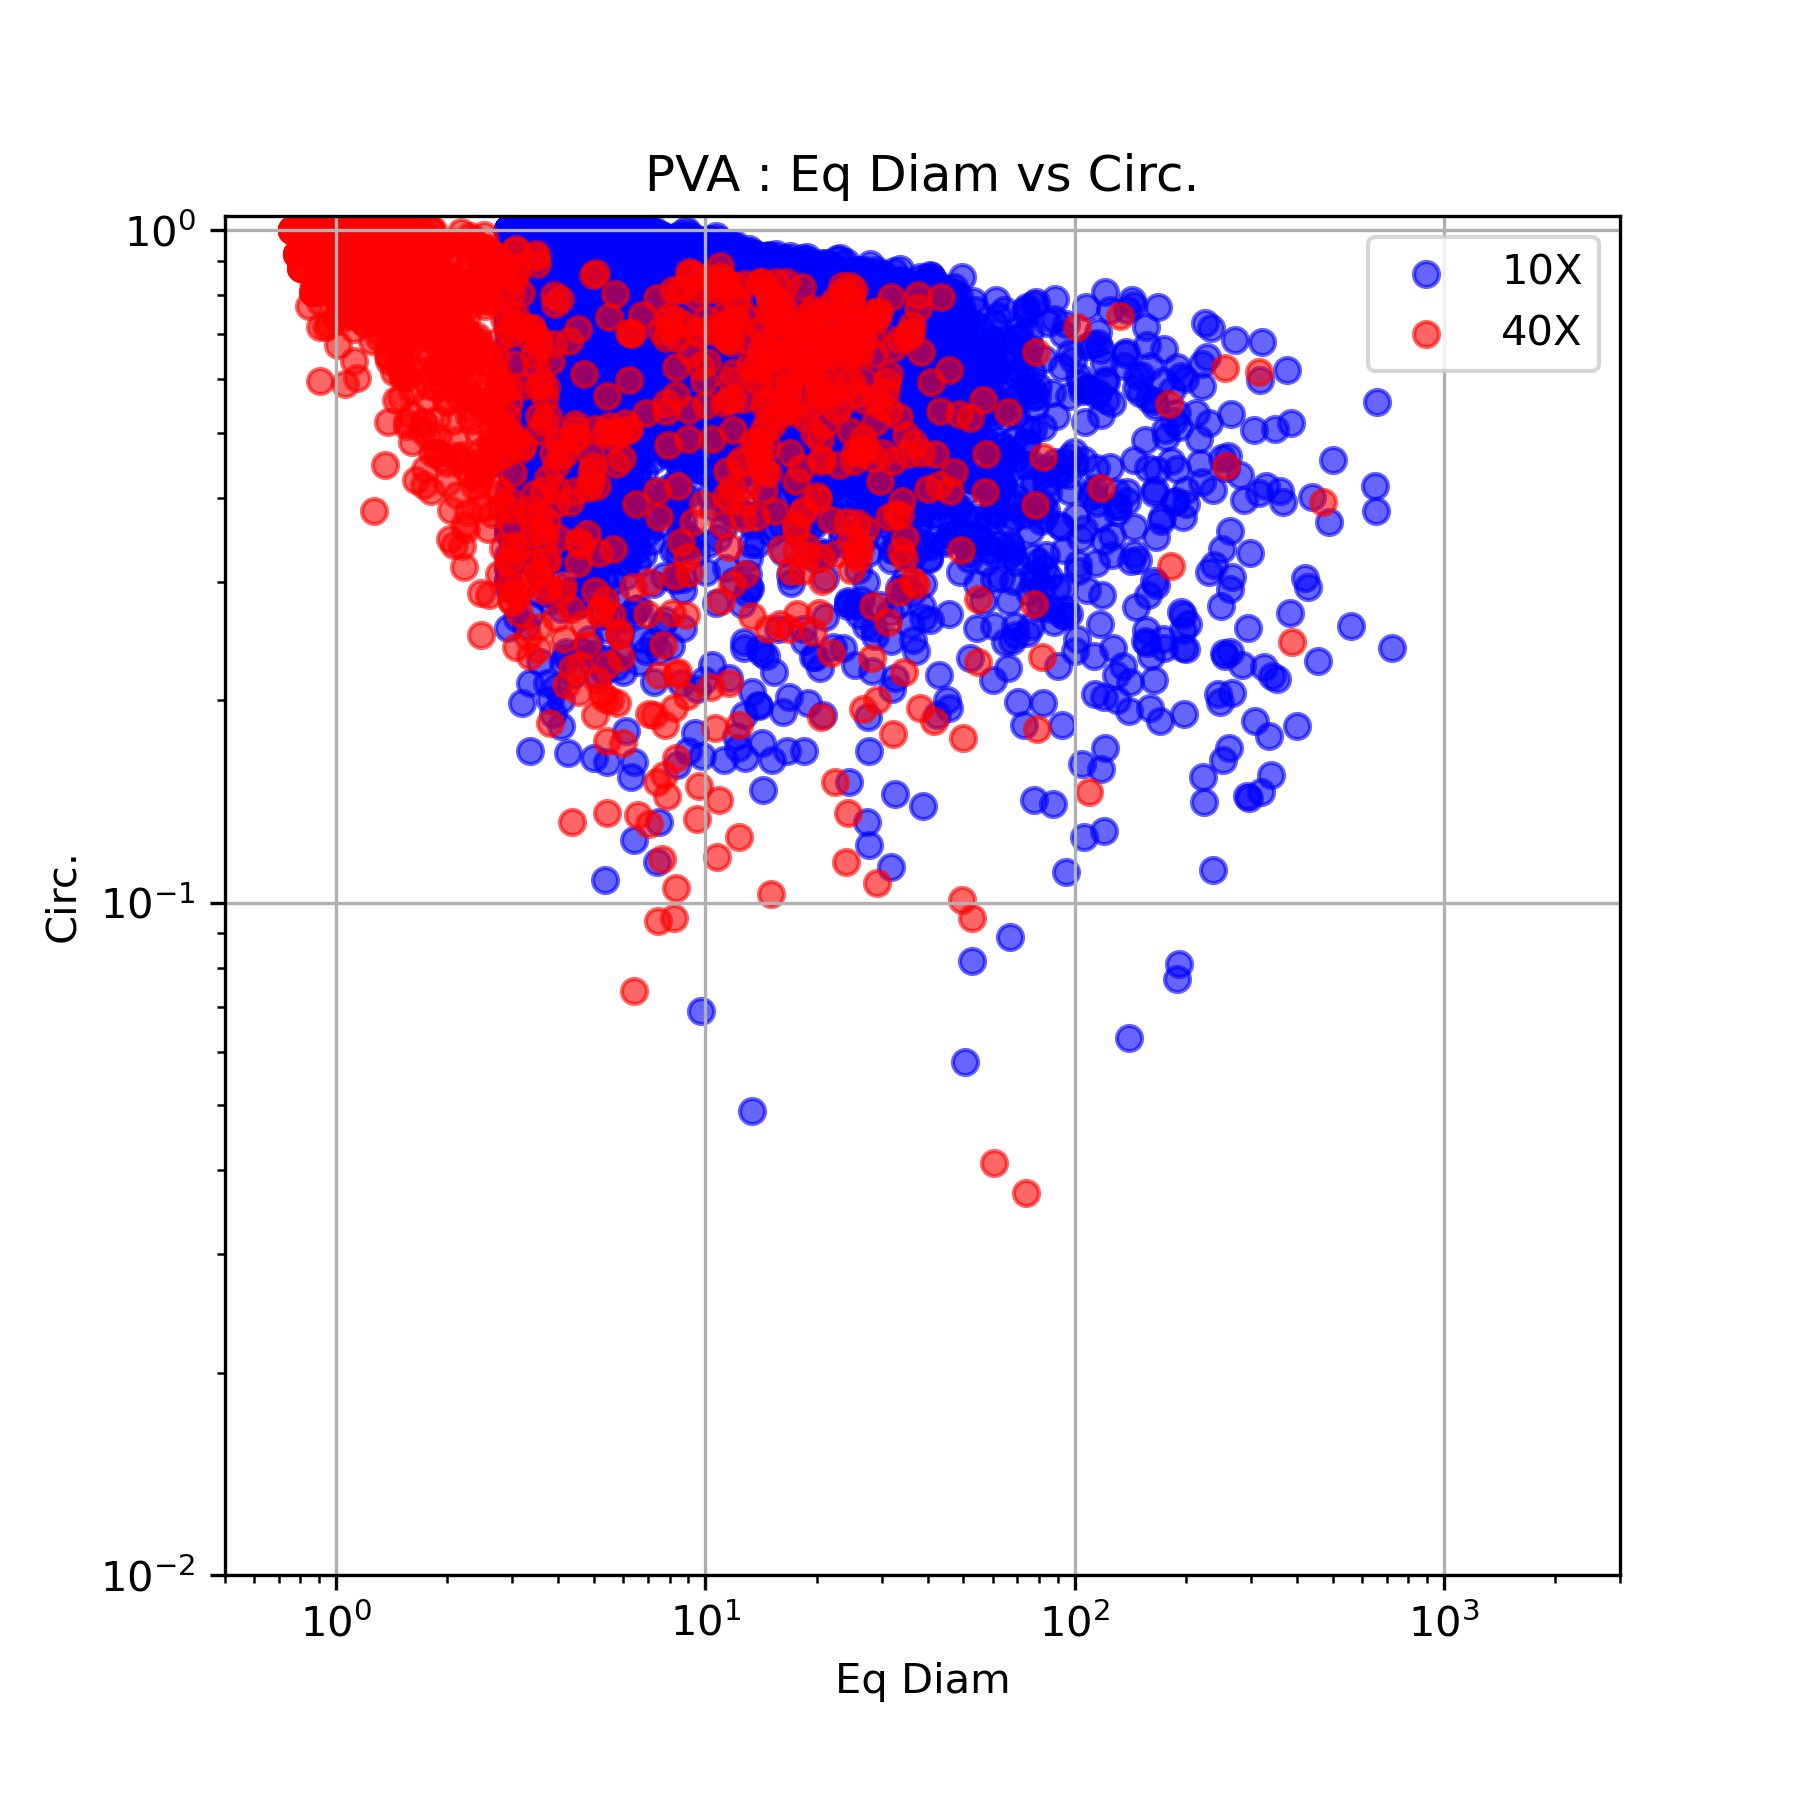 PVA : Eq Diam vs Circ.
10X
40X
Circ.
10⁰
10⁻¹
10⁻²
10⁰ 10¹ 10² 10³
Eq Diam